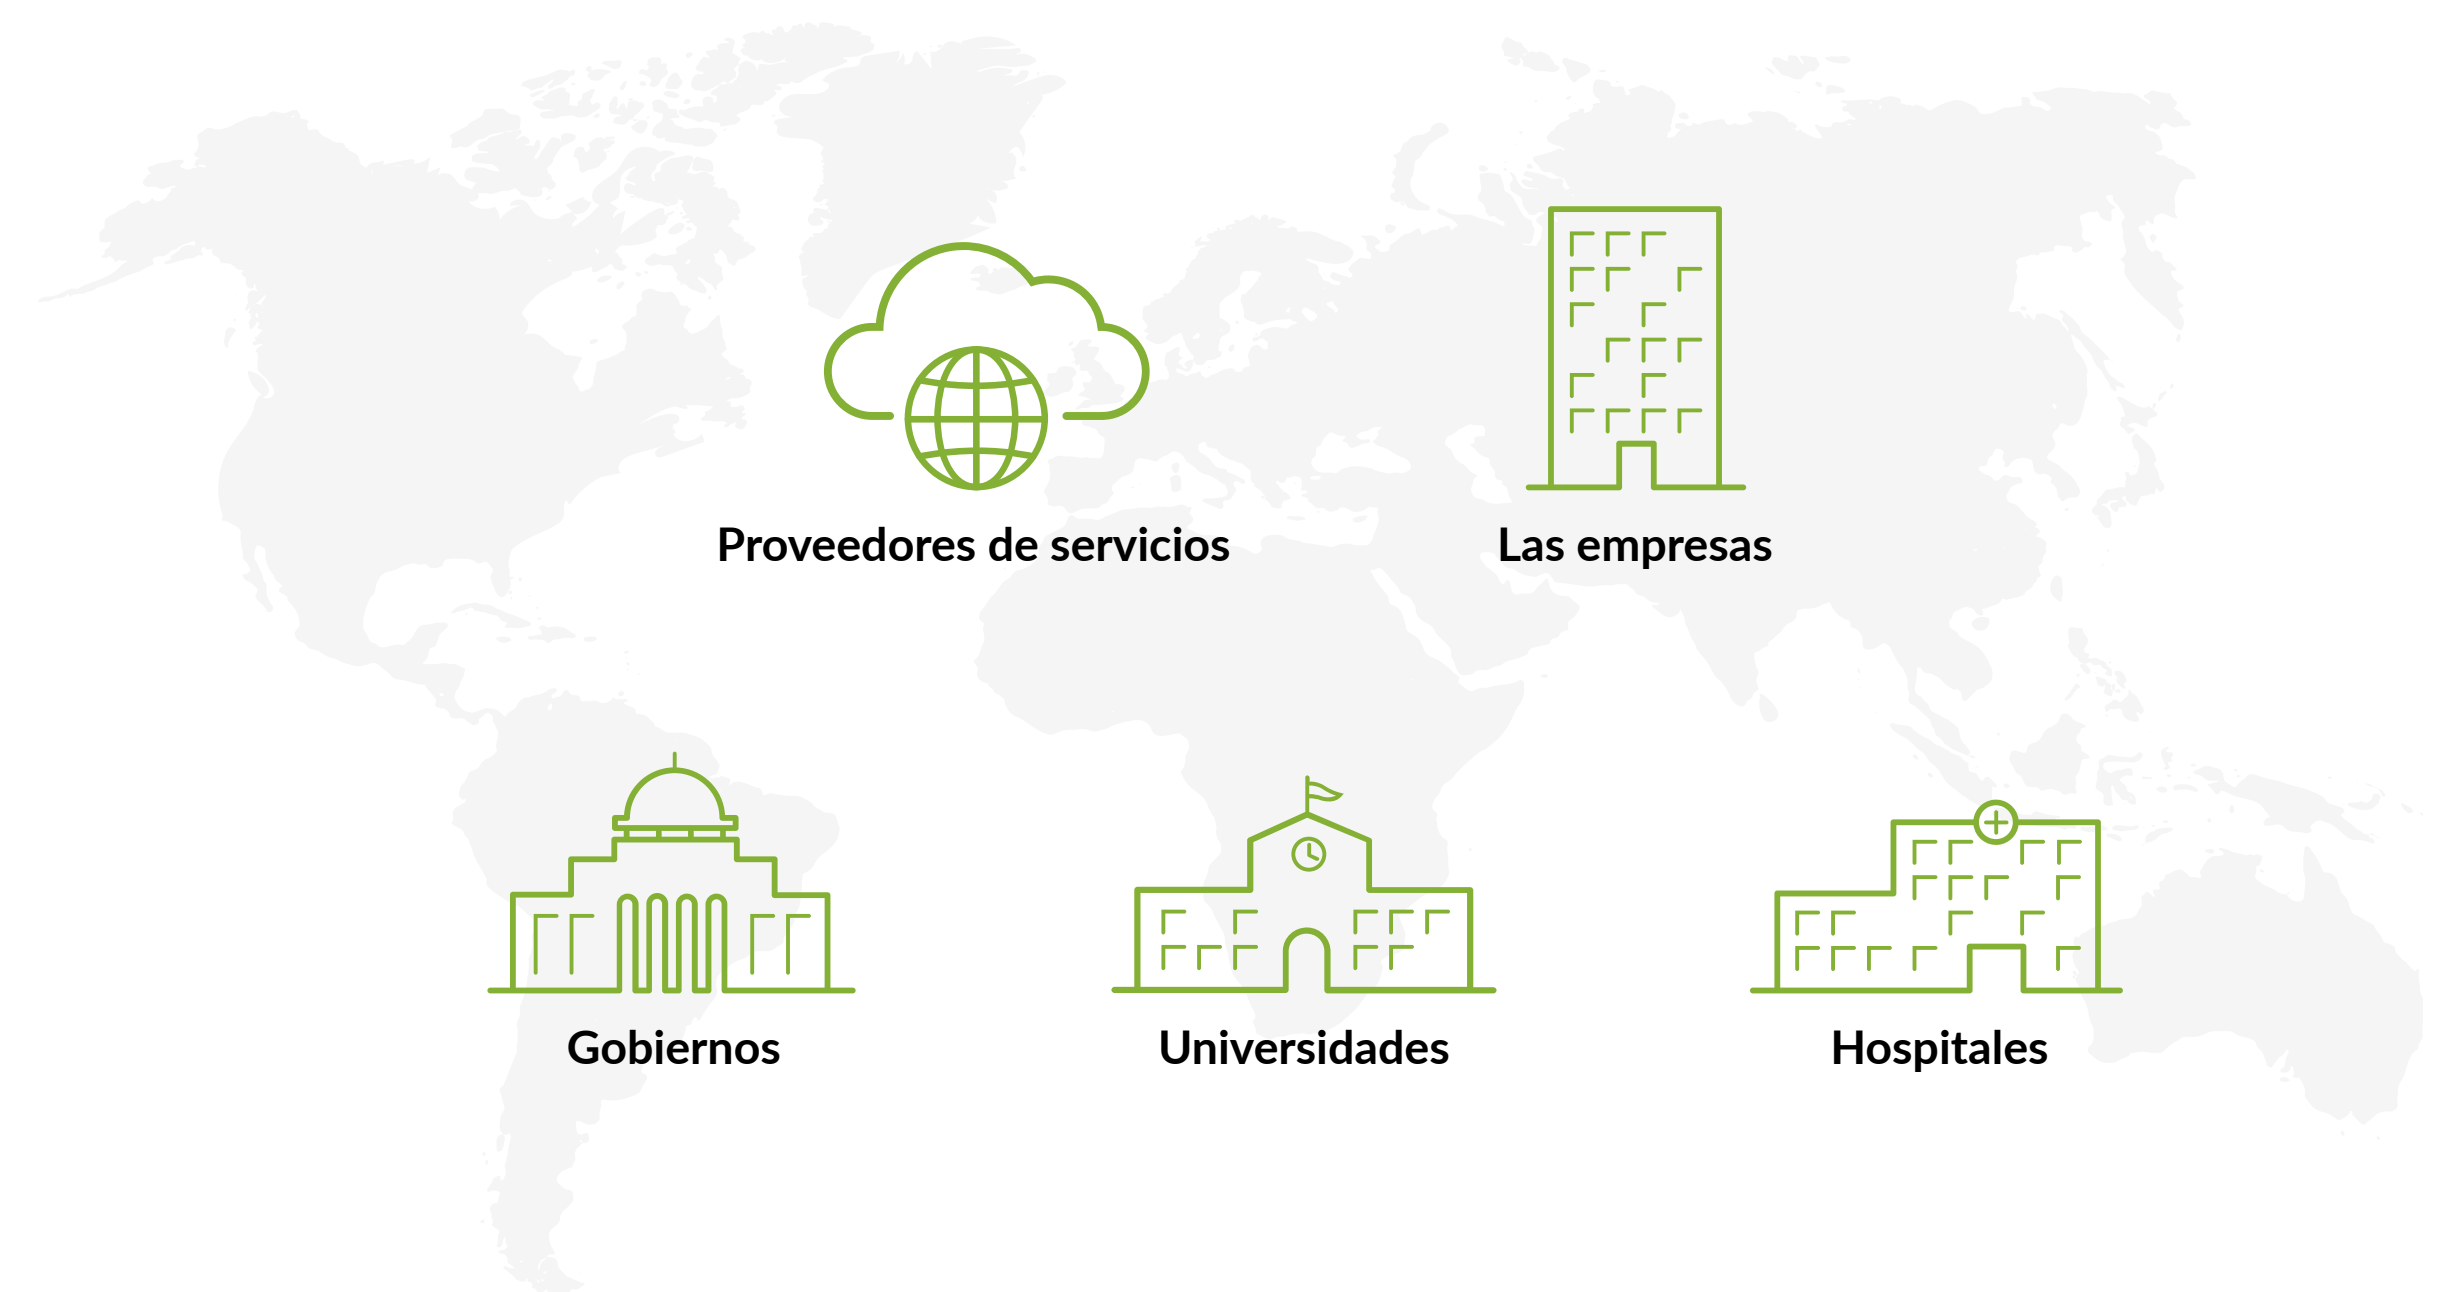 Proveedores de servicios
Las empresas
Gobiernos
Universidades
Hospitales